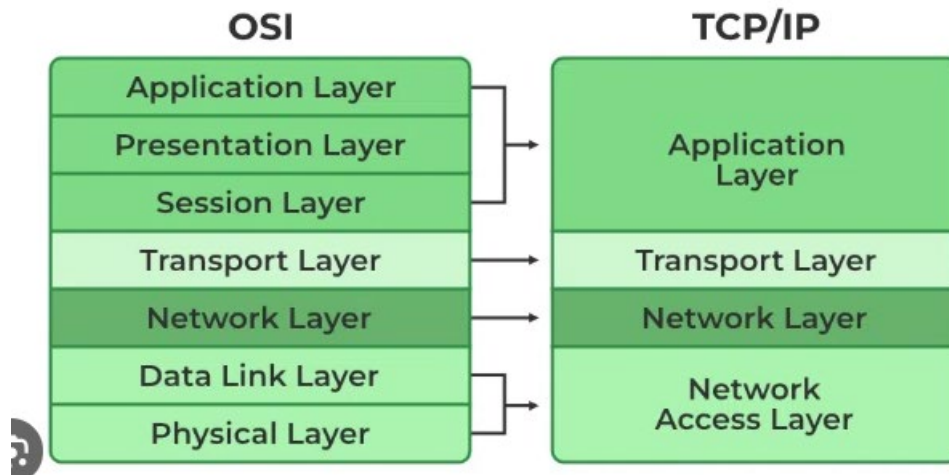 OSI
TCP/IP
Application Layer
Presentation Layer
Session Layer
Transport Layer
Network Layer
Data Link Layer
Physical Layer
Application
Layer
Transport Layer
Network Layer
Network
Access Layer